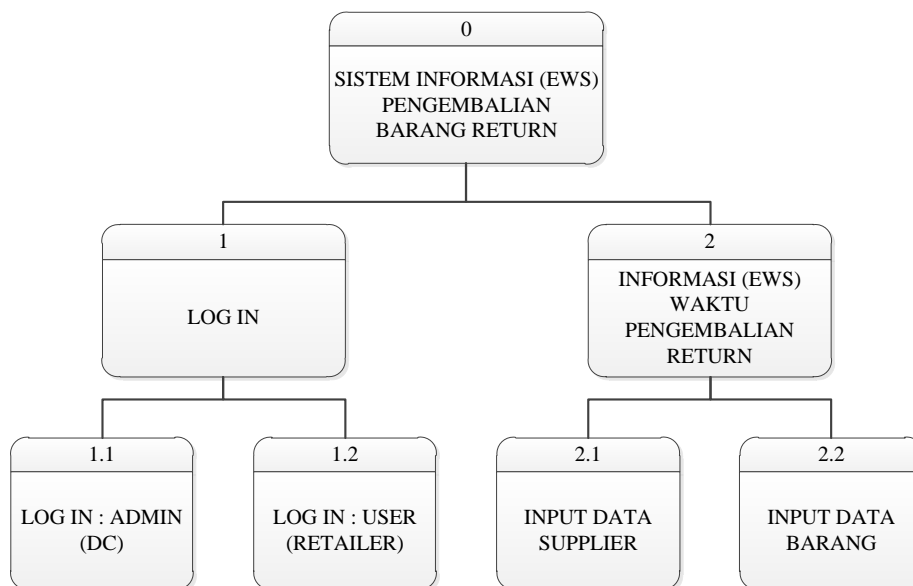 0
SISTEM INFORMASI (EWS)
PENGEMBALIAN
BARANG RETURN
1
LOG IN
2
INFORMASI (EWS)
WAKTU
PENGEMBALIAN
RETURN
1.1
LOG IN : ADMIN
(DC)
1.2
LOG IN : USER
(RETAILER)
2.1
INPUT DATA
SUPPLIER
2.2
INPUT DATA
BARANG